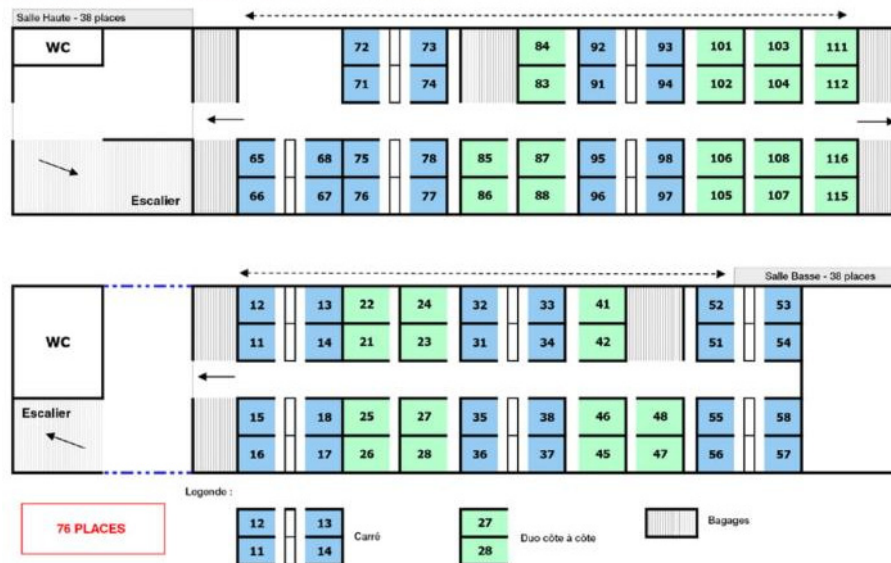 Salle Haute - 38 places
WC 72 73 84 92 93 101 103 111
71 74 83 91 94 102 104 112
65 68 75 78 85 87 95 98 106 108 116
Escalier 66 67 76 77 86 88 96 97 105 107 115
Salle Basse - 38 places
12 13 22 24 32 33 41 52 53
WC 11 14 21 23 31 34 42 51 54
Escalier 15 18 25 27 35 38 46 48 55 58
16 17 26 28 36 37 45 47 56 57
Legende :
76 PLACES
12 13
11 14
Carré
27
28
Duo côte à côte
Bagages